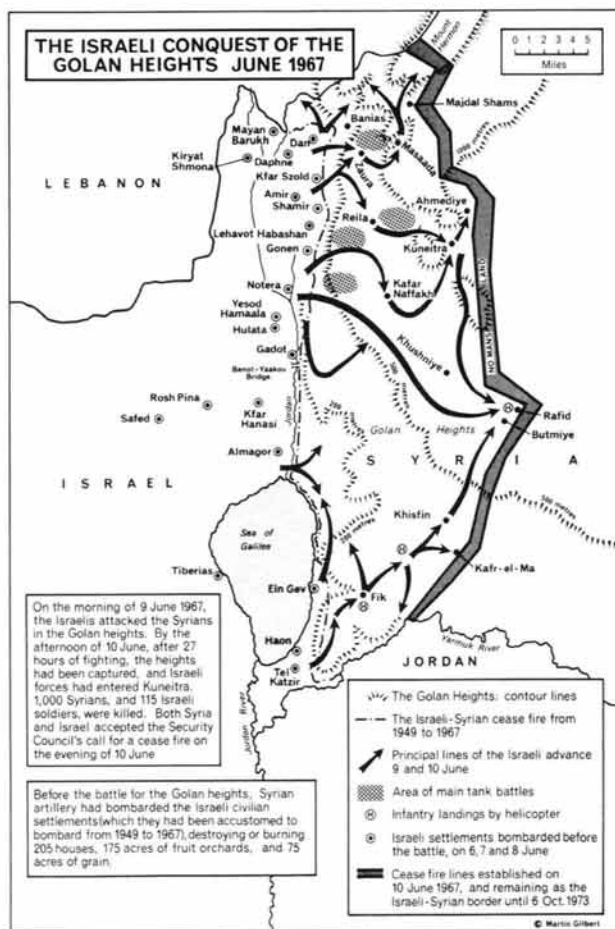 THE ISRAELI CONQUEST OF THE
GOLAN HEIGHTS JUNE 1967
0 1 2 3 4 5
Miles
Mount
Hermon
Majdal Shams
1000 metres
Banias
Mayan
Barukh
Dan
Kiryat
Shmona
Daphne
Masaada
Zaura
Kfar Szold
LEBANON
Amir
Shamir
Ahmediye
Reila
Lehavot Habashan
Kuneitra
Gonen
Notera
Kafar
Naffakh
NO MANS LAND
Yesod
Hamaala
Hulata
Gadot
Khushniye
Benot-Yaakov
Bridge
500
200
Jordan
Rosh Pina
Safed
Kfar
Hanasi
H
Rafid
Butmiye
Golan Heights
Almagor
SYRIA
ISRAEL
500 metres
Khisfin
Sea of
Galilee
200 metres
H
Kafr-el-Ma
Tiberias
Ein Gev
Fik
H
On the morning of 9 June 1967,
the Israelis attacked the Syrians
in the Golan heights. By the
afternoon of 10 June, after 27
hours of fighting, the heights
had been captured, and Israeli
forces had entered Kuneitra.
1,000 Syrians, and 115 Israeli
soldiers, were killed. Both Syria
and Israel accepted the Security
Council's call for a cease fire on
the evening of 10 June
Haon
Tel
Katzir
Yarmuk River
JORDAN
Jordan River
Before the battle for the Golan heights, Syrian
artillery had bombarded the Israeli civilian
settlements (which they had been accustomed to
bombard from 1949 to 1967), destroying or burning
205 houses, 175 acres of fruit orchards, and 75
acres of grain.
The Golan Heights: contour lines
The Israeli-Syrian cease fire from
1949 to 1967
Principal lines of the Israeli advance
9 and 10 June
Area of main tank battles
H Infantry landings by helicopter
Israeli settlements bombarded before
the battle, on 6,7 and 8 June
Cease fire lines established on
10 June 1967, and remaining as the
Israeli-Syrian border until 6 Oct. 1973
© Martin Gilbert